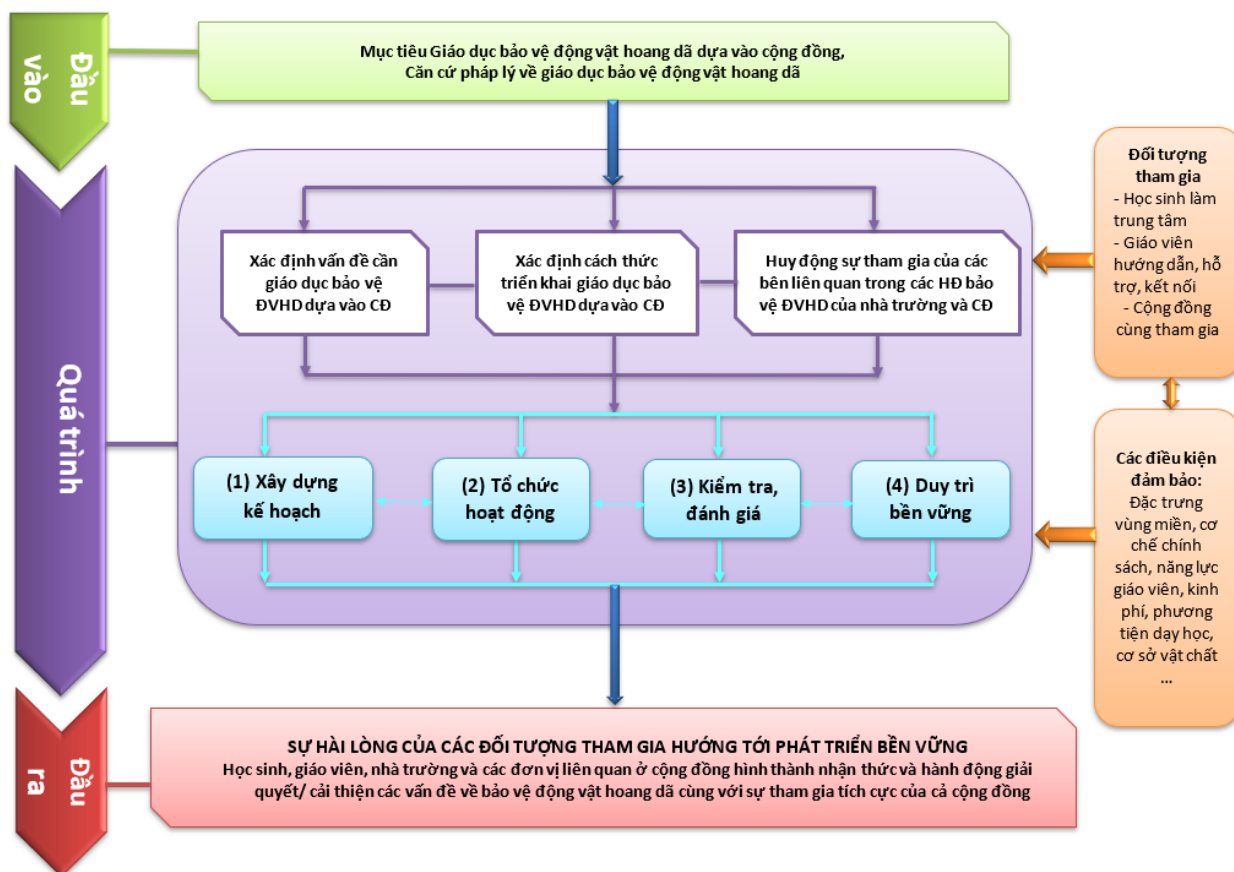 Đầu
vào
Mục tiêu Giáo dục bảo vệ động vật hoang dã dựa vào cộng đồng,
Căn cứ pháp lý về giáo dục bảo vệ động vật hoang dã
Quá trình
Xác định vấn đề cần
giáo dục bảo vệ
ĐVHD dựa vào CĐ
Xác định cách thức
triển khai giáo dục bảo
vệ ĐVHD dựa vào CĐ
Huy động sự tham gia của các
bên liên quan trong các HĐ bảo
vệ ĐVHD của nhà trường và CĐ
(1) Xây dựng
kế hoạch
(2) Tổ chức
hoạt động
(3) Kiểm tra,
đánh giá
(4) Duy trì
bền vững
Đối tượng
tham gia
- Học sinh làm
trung tâm
- Giáo viên
hướng dẫn, hỗ
trợ, kết nối
- Cộng đồng
cùng tham gia
Các điều kiện
đảm bảo:
Đặc trưng
vùng miền, cơ
chế chính
sách, năng lực
giáo viên, kinh
phí, phương
tiện dạy học,
cơ sở vật chất
...
Đầu
ra
SỰ HÀI LÒNG CỦA CÁC ĐỐI TƯỢNG THAM GIA HƯỚNG TỚI PHÁT TRIỂN BỀN VỮNG
Học sinh, giáo viên, nhà trường và các đơn vị liên quan ở cộng đồng hình thành nhận thức và hành động giải
quyết/ cải thiện các vấn đề về bảo vệ động vật hoang dã cùng với sự tham gia tích cực của cả cộng đồng